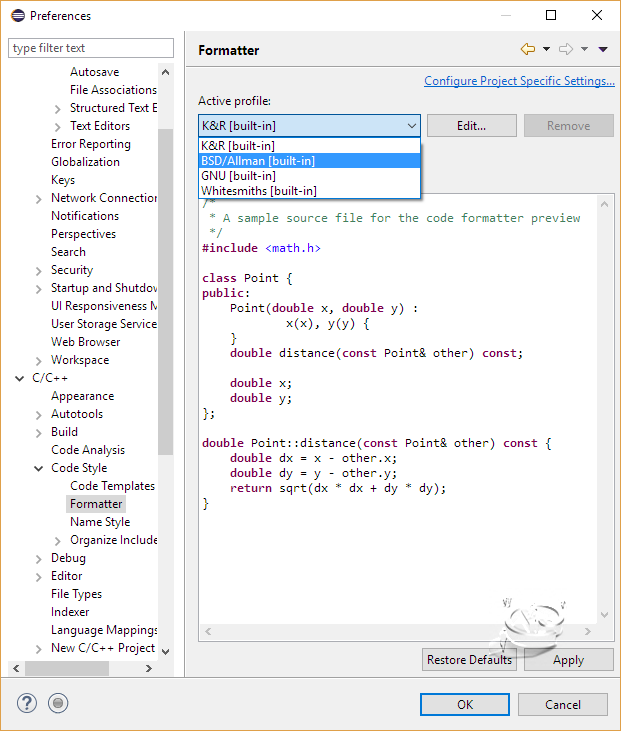 Preferences
type filter text
Autosave
File Associations
Structured Text E
Text Editors
Error Reporting
Globalization
Keys
Network Connection
Notifications
Perspectives
Search
Security
Startup and Shutdow
UI Responsiveness M
User Storage Service
Web Browser
Workspace
C/C++
Appearance
Autotools
Build
Code Analysis
Code Style
Code Templates
Formatter
Name Style
Organize Include
Debug
Editor
File Types
Indexer
Language Mappings
New C/C++ Project
Formatter
Configure Project Specific Settings...
Active profile:
K&R [built-in]
Edit...
Remove
K&R [built-in]
BSD/Allman [built-in]
GNU [built-in]
Whitesmiths [built-in]
/*
 * A sample source file for the code formatter preview
 */
#include <math.h>
class Point {
public:
    Point(double x, double y) :
            x(x), y(y) {
    }
    double distance(const Point& other) const;
    double x;
    double y;
};
double Point::distance(const Point& other) const {
    double dx = x - other.x;
    double dy = y - other.y;
    return sqrt(dx * dx + dy * dy);
}
Restore Defaults
Apply
OK
Cancel